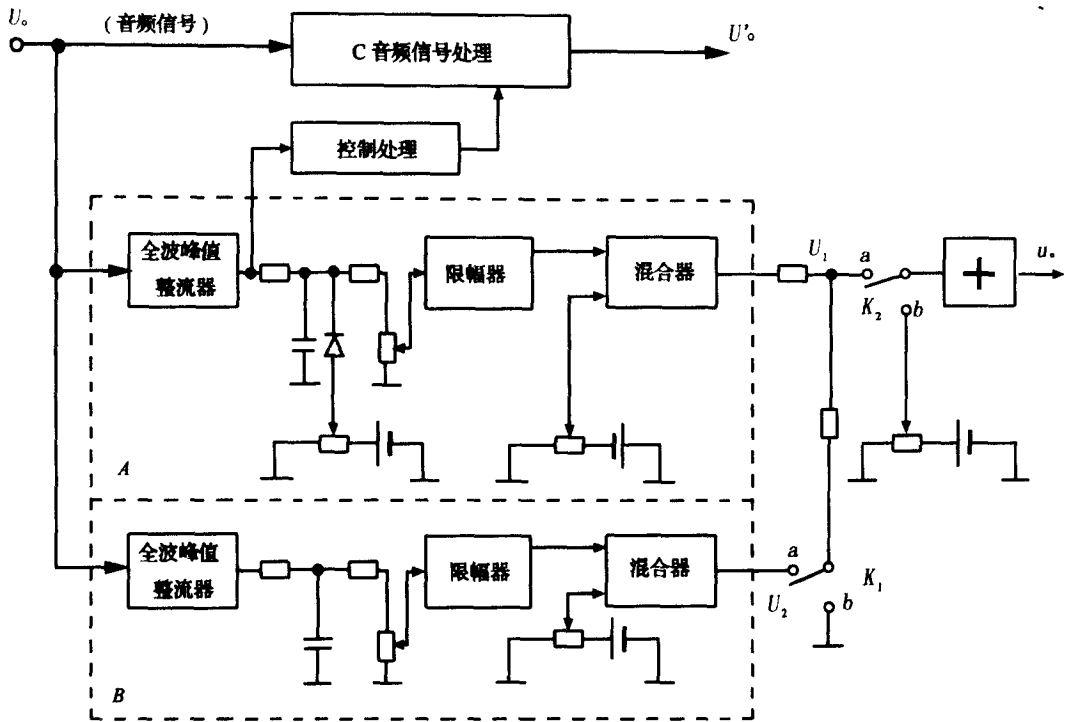 U。
(音频信号)
C 音频信号处理
U'。
控制处理
全波峰值
整流器
限幅器
混合器
U₁
a
K₂
b
+
u。
A
全波峰值
整流器
限幅器
混合器
a
U₂
K₁
b
B